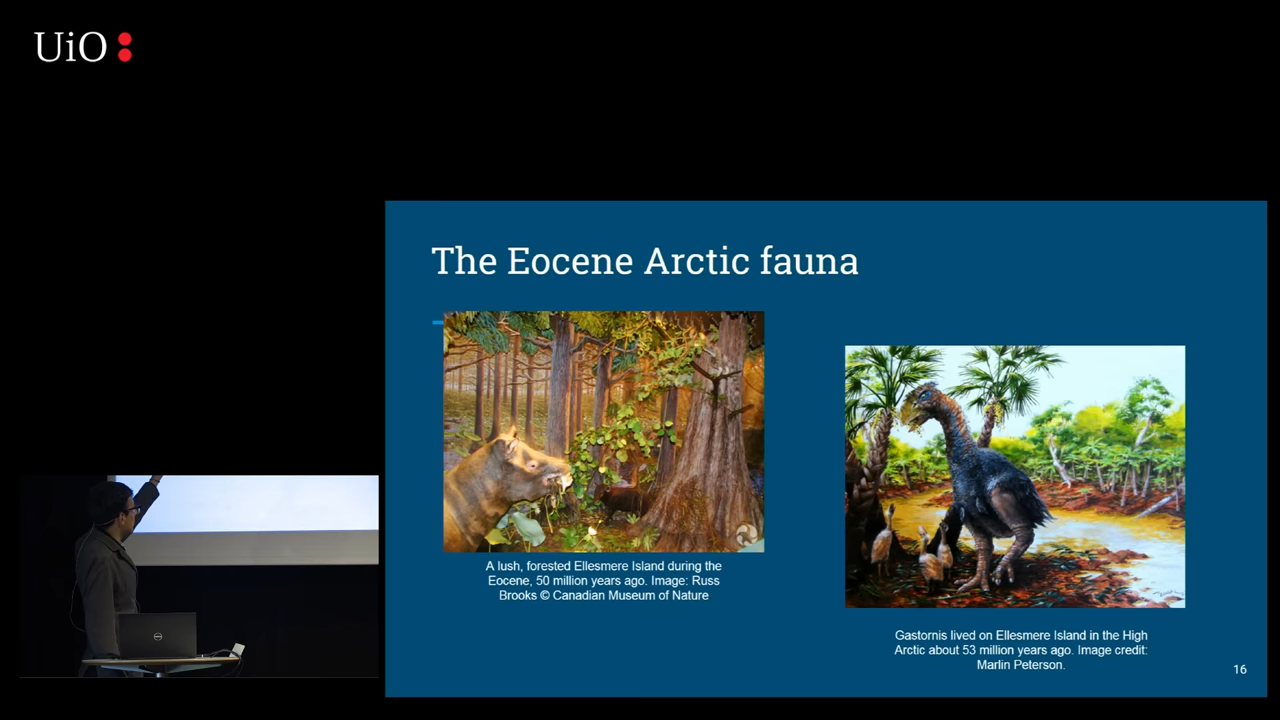 UiO
The Eocene Arctic fauna
A lush, forested Ellesmere Island during the
Eocene, 50 million years ago. Image: Russ
Brooks © Canadian Museum of Nature
Gastornis lived on Ellesmere Island in the High
Arctic about 53 million years ago. Image credit:
Marlin Peterson.
16